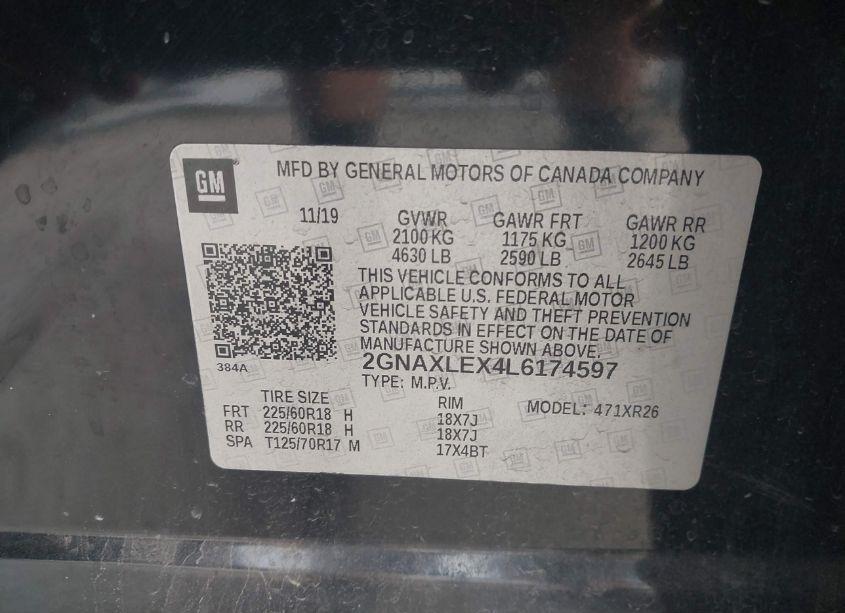 GM
MFD BY GENERAL MOTORS OF CANADA COMPANY
11/19 GVWR GAWR FRT GAWR RR
2100 KG 1175 KG 1200 KG
4630 LB 2590 LB 2645 LB
THIS VEHICLE CONFORMS TO ALL
APPLICABLE U.S. FEDERAL MOTOR
VEHICLE SAFETY AND THEFT PREVENTION
STANDARDS IN EFFECT ON THE DATE OF
MANUFACTURE SHOWN ABOVE.
384A
2GNAXLEX4L6174597
TYPE: M.P.V.
TIRE SIZE RIM MODEL: 471XR26
FRT 225/60R18 H 18X7J
RR 225/60R18 H 18X7J
SPA T125/70R17 M 17X4BT